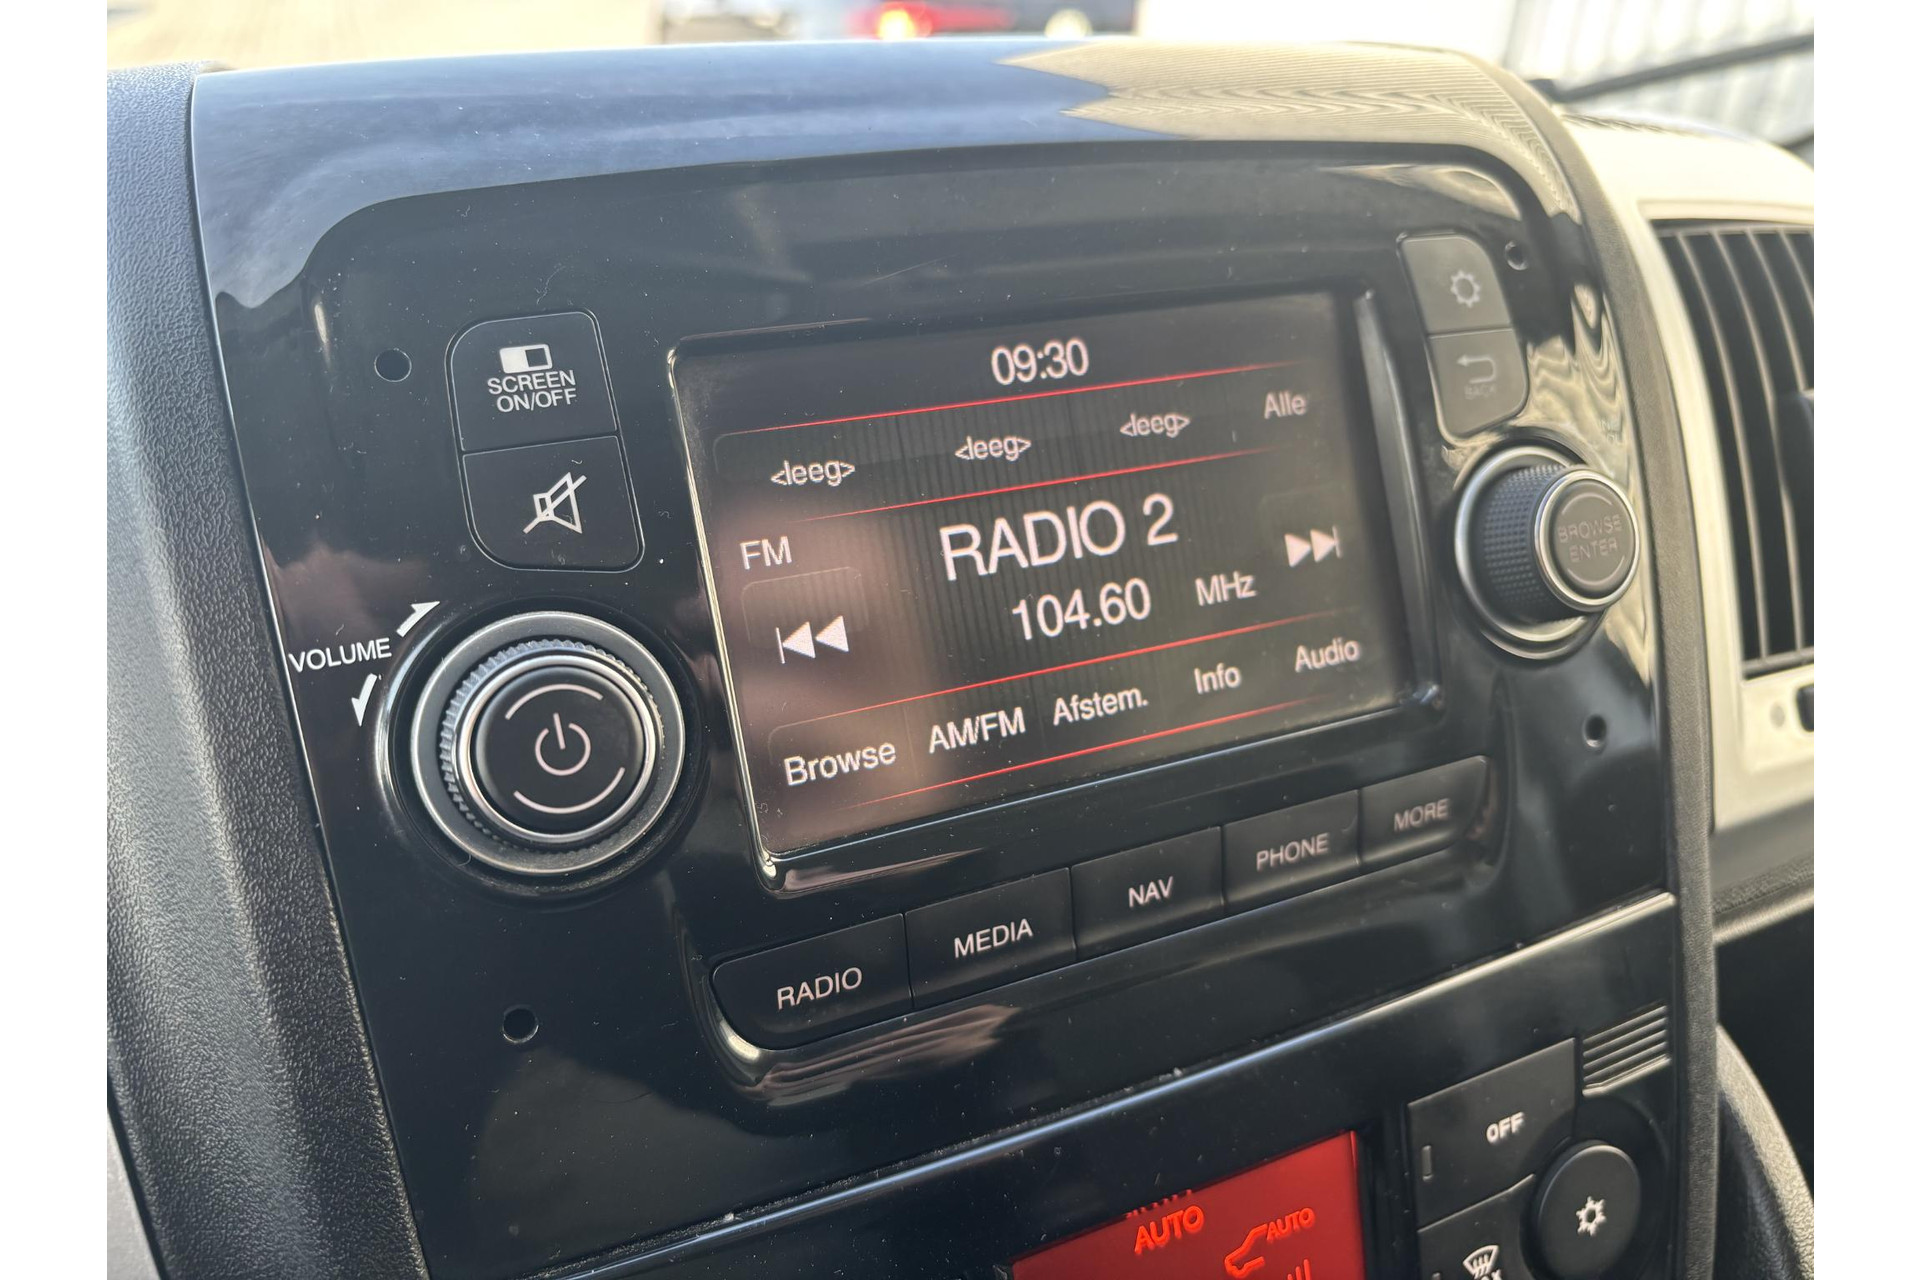 09:30
<leeg> <leeg> <leeg> Alle
FM
RADIO 2
104.60 MHz
Browse AM/FM Afstem. Info Audio
SCREEN
ON/OFF
VOLUME
BACK
BROWSE
ENTER
RADIO MEDIA NAV PHONE MORE
OFF
AUTO
AUTO